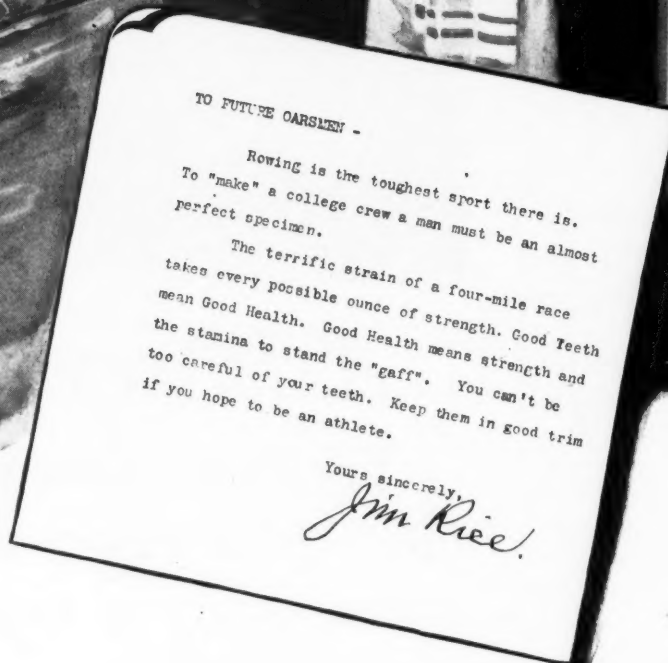 TO FUTURE OARSMEN -
Rowing is the toughest sport there is.
To "make" a college crew a man must be an almost
perfect specimen.
The terrific strain of a four-mile race
takes every possible ounce of strength. Good Teeth
mean Good Health. Good Health means strength and
the stamina to stand the "gaff". You can't be
too careful of your teeth. Keep them in good trim
if you hope to be an athlete.
Yours sincerely,
Jim Rice.